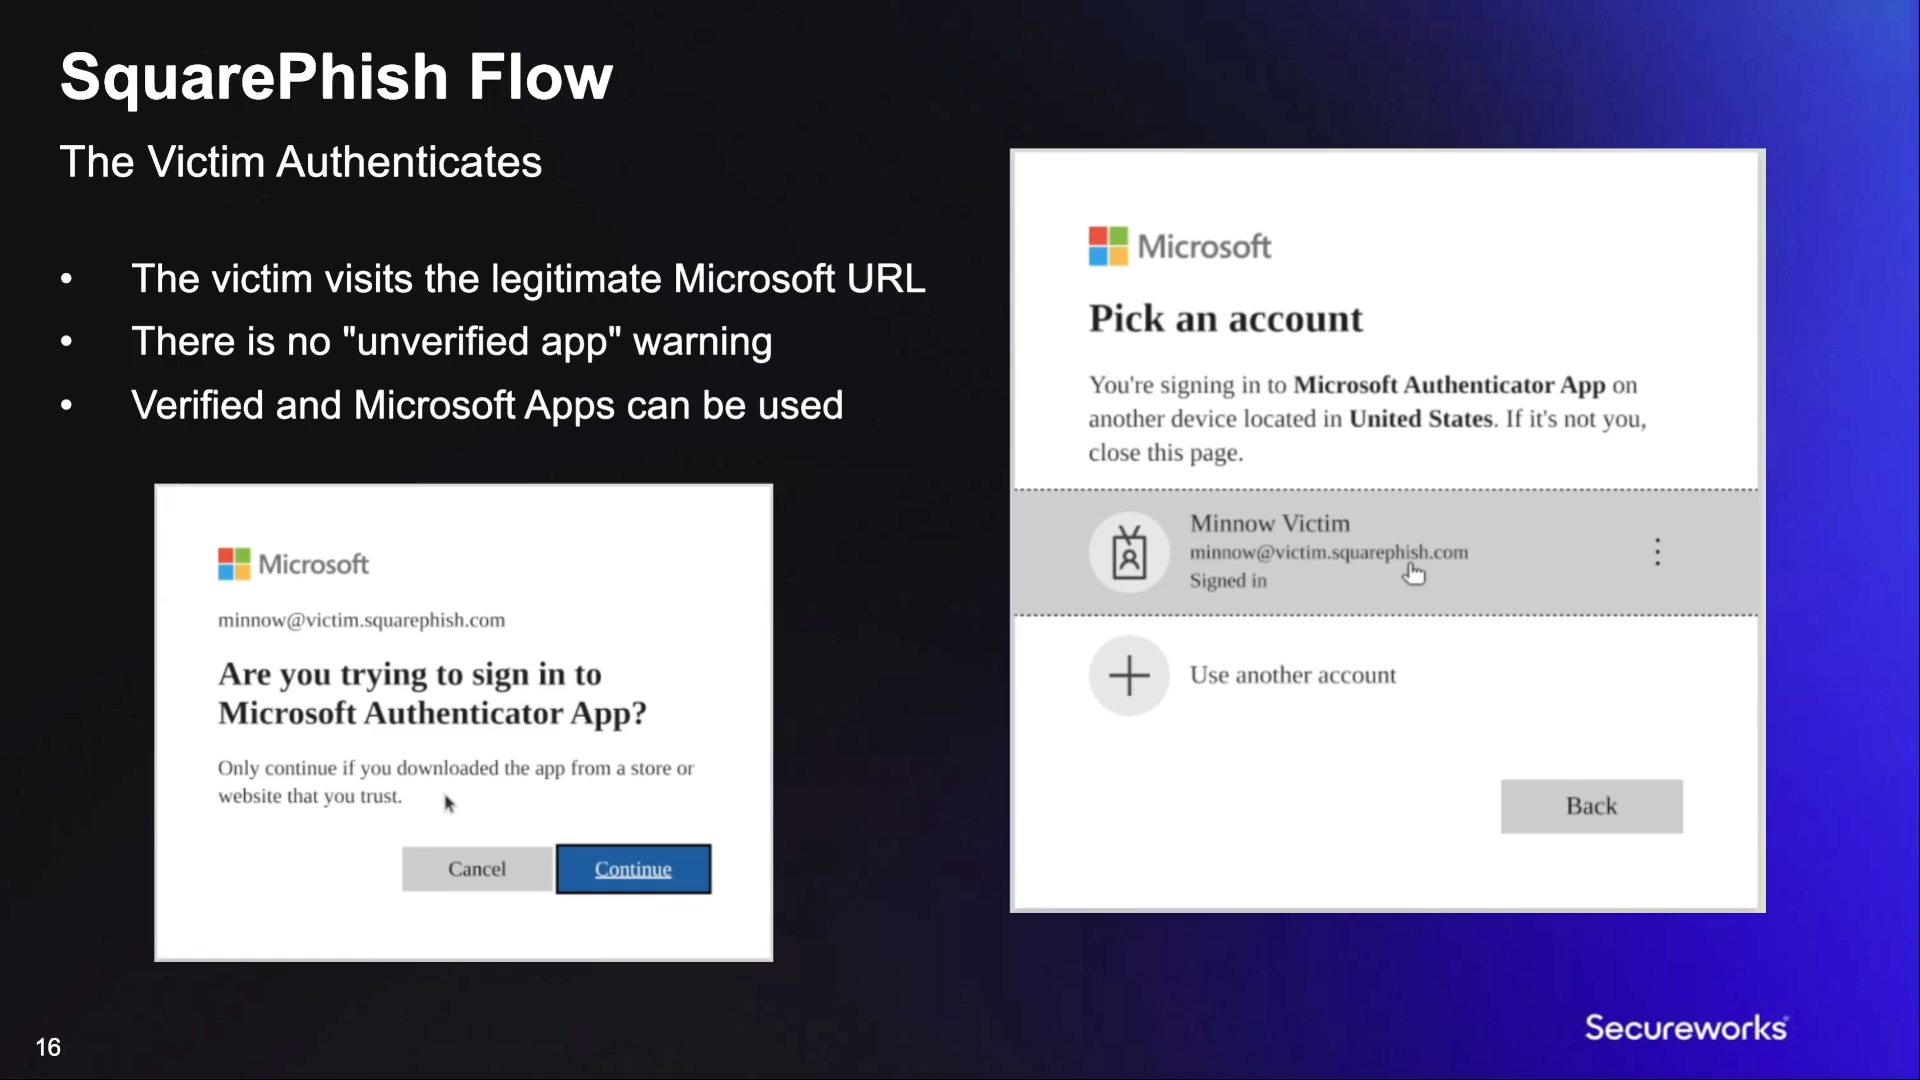 SquarePhish Flow
The Victim Authenticates
• The victim visits the legitimate Microsoft URL
• There is no "unverified app" warning
• Verified and Microsoft Apps can be used
Microsoft
minnow@victim.squarephish.com
Are you trying to sign in to
Microsoft Authenticator App?
Only continue if you downloaded the app from a store or
website that you trust.
Cancel
Continue
Microsoft
Pick an account
You're signing in to Microsoft Authenticator App on
another device located in United States. If it's not you,
close this page.
Minnow Victim
minnow@victim.squarephish.com
Signed in
Use another account
Back
16
Secureworks